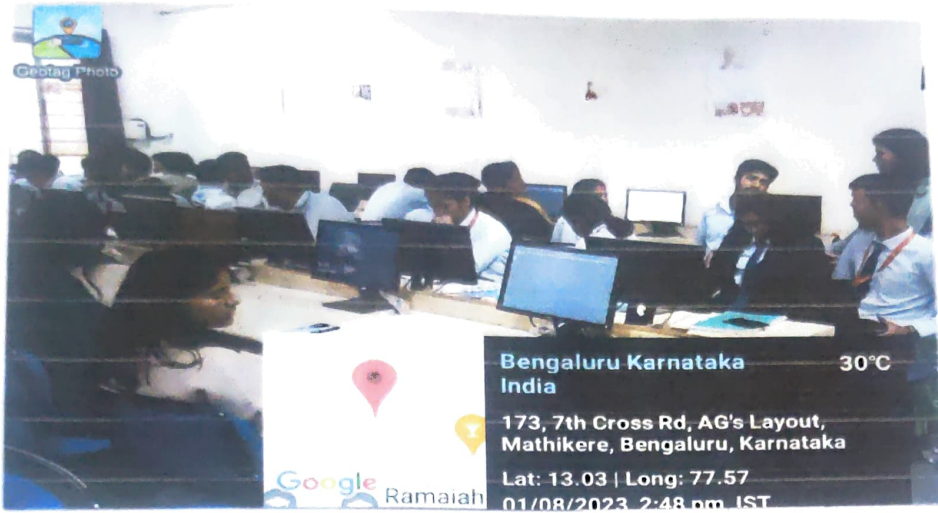 Geotag Photo
Bengaluru Karnataka
India
30°C
173, 7th Cross Rd, AG's Layout,
Mathikere, Bengaluru, Karnataka
Lat: 13.03 | Long: 77.57
01/08/2023 2:48 pm IST
Google
Ramaiah